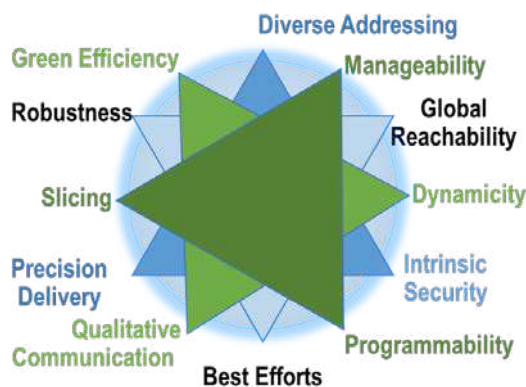 Diverse Addressing
Green Efficiency
Manageability
Robustness
Global
Reachability
Slicing
Dynamicity
Precision
Delivery
Intrinsic
Security
Qualitative
Communication
Programmability
Best Efforts